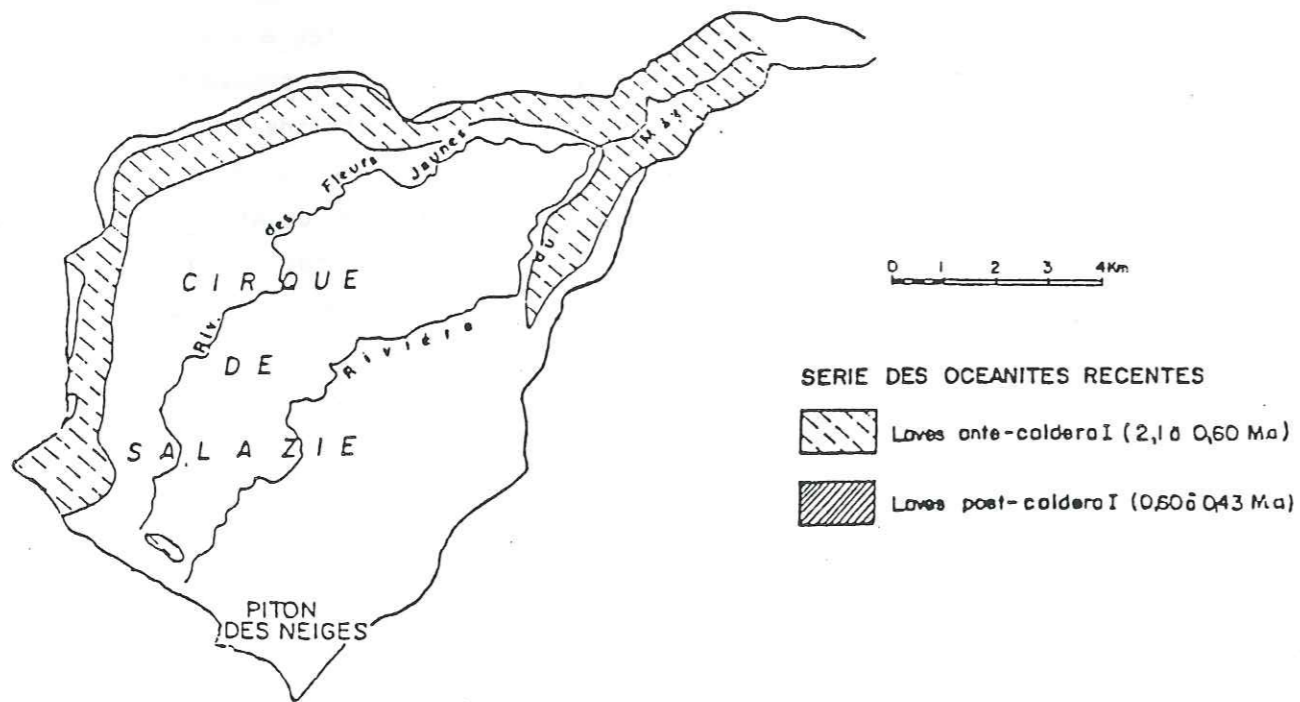 Riv. des Fleurs Jaunes
CIRQUE
DE
SALAZIE
Rivière du Mât
PITON
DES NEIGES
0 1 2 3 4 Km
SERIE DES OCEANITES RECENTES
Laves ante-caldera I (2,1 à 0,60 Ma)
Laves post-caldera I (0,60 à 0,43 Ma)